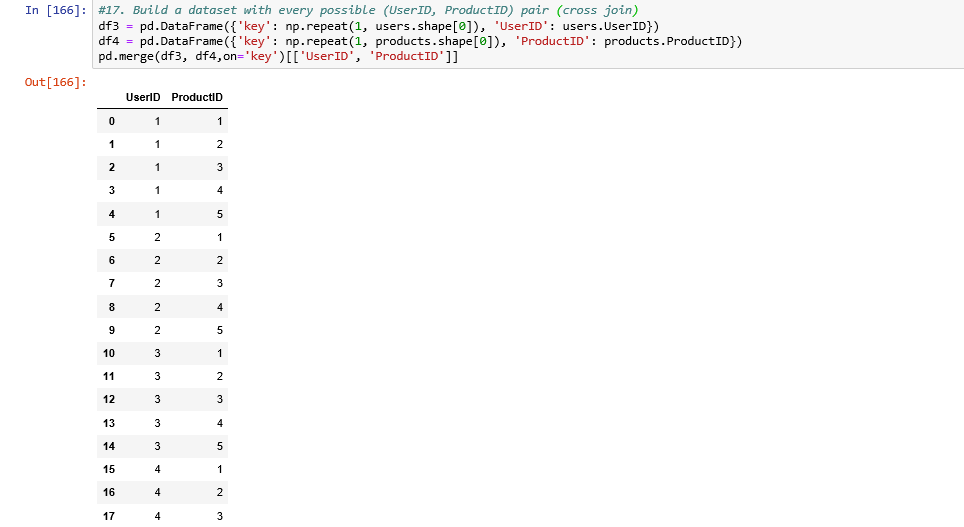 In [166]: #17. Build a dataset with every possible (UserID, ProductID) pair (cross join)
df3 = pd.DataFrame({'key': np.repeat(1, users.shape[0]), 'UserID': users.UserID})
df4 = pd.DataFrame({'key': np.repeat(1, products.shape[0]), 'ProductID': products.ProductID})
pd.merge(df3, df4,on='key')[['UserID', 'ProductID']]
Out[166]:
UserID ProductID
0 1 1
1 1 2
2 1 3
3 1 4
4 1 5
5 2 1
6 2 2
7 2 3
8 2 4
9 2 5
10 3 1
11 3 2
12 3 3
13 3 4
14 3 5
15 4 1
16 4 2
17 4 3